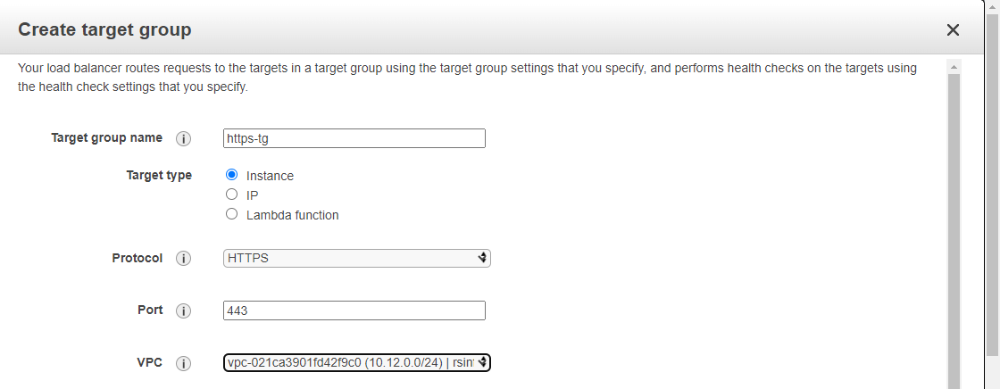 Create target group
Your load balancer routes requests to the targets in a target group using the target group settings that you specify, and performs health checks on the targets using
the health check settings that you specify.
Target group name
https-tg
Target type
Instance
IP
Lambda function
Protocol
HTTPS
Port
443
VPC
vpc-021ca3901fd42f9c0 (10.12.0.0/24) |